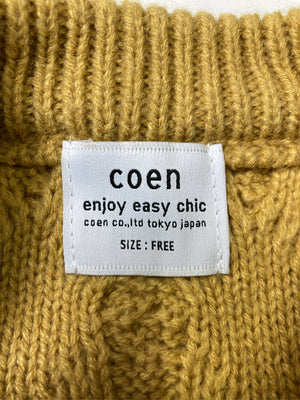 coen
enjoy easy chic
coen co.,ltd tokyo japan
SIZE : FREE